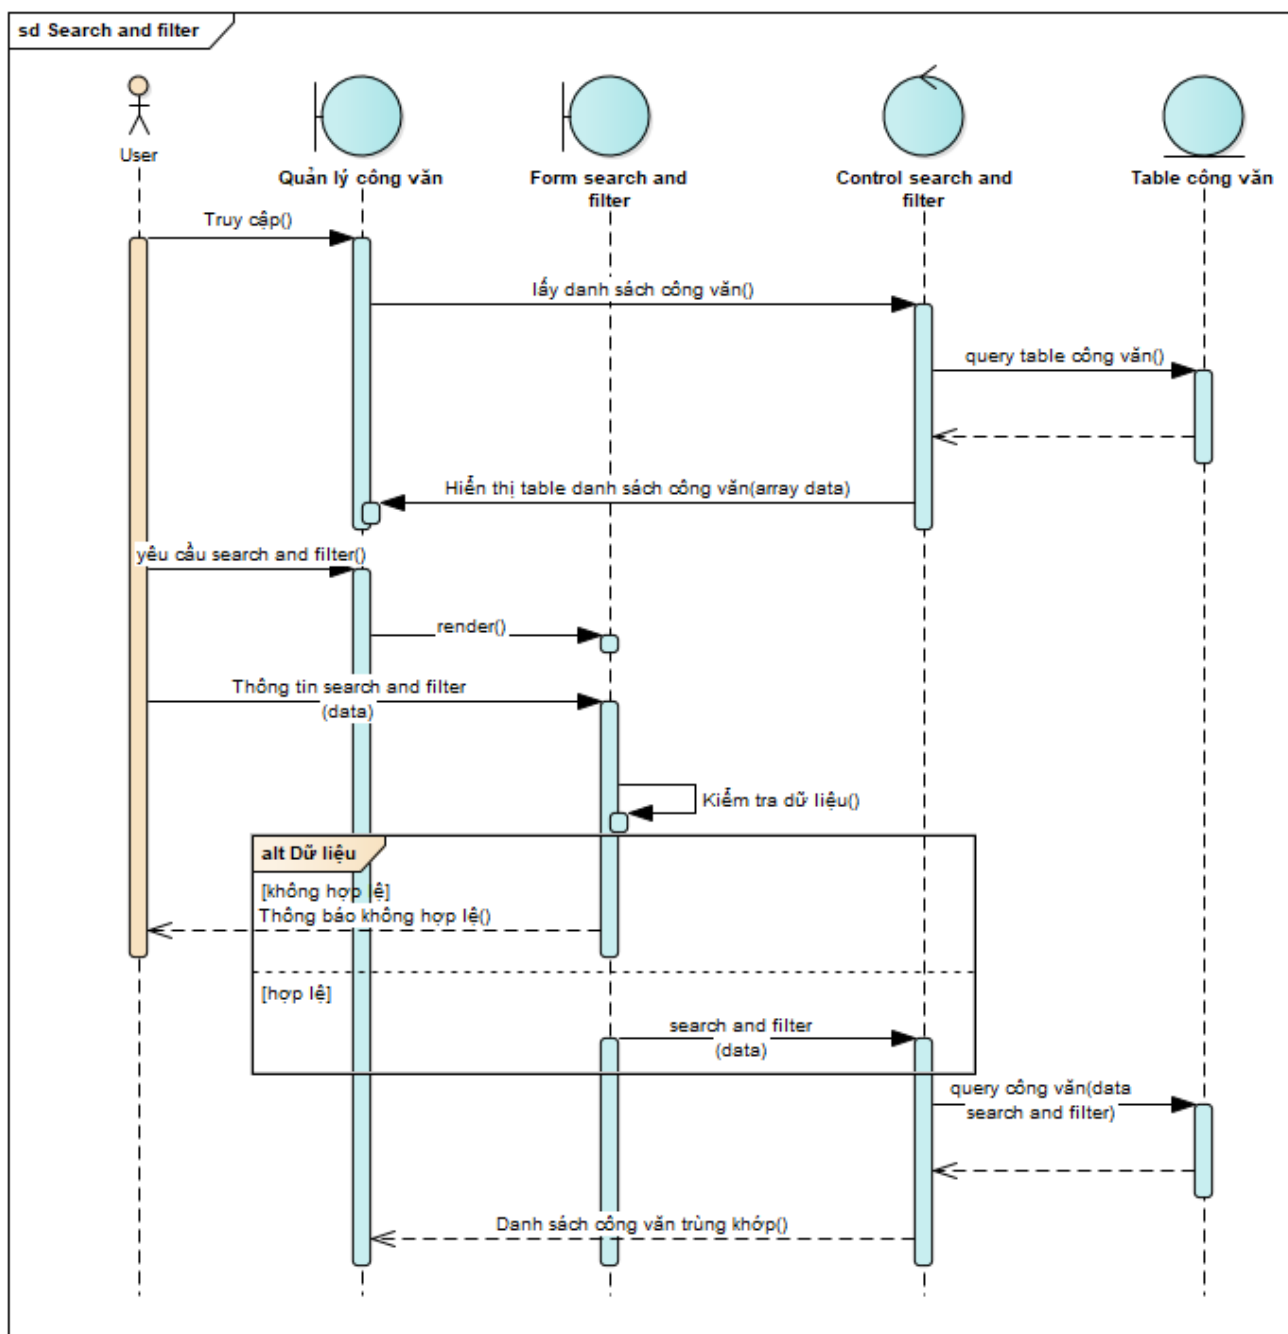 sd Search and filter
User
Quản lý công văn
Form search and
filter
Control search and
filter
Table công văn
Truy cập()
lấy danh sách công văn()
query table công văn()
Hiển thị table danh sách công văn(array data)
yêu cầu search and filter()
render()
Thông tin search and filter
(data)
Kiểm tra dữ liệu()
alt Dữ liệu
[không hợp lệ]
Thông báo không hợp lệ()
[hợp lệ]
search and filter
(data)
query công văn(data
search and filter)
Danh sách công văn trùng khớp()